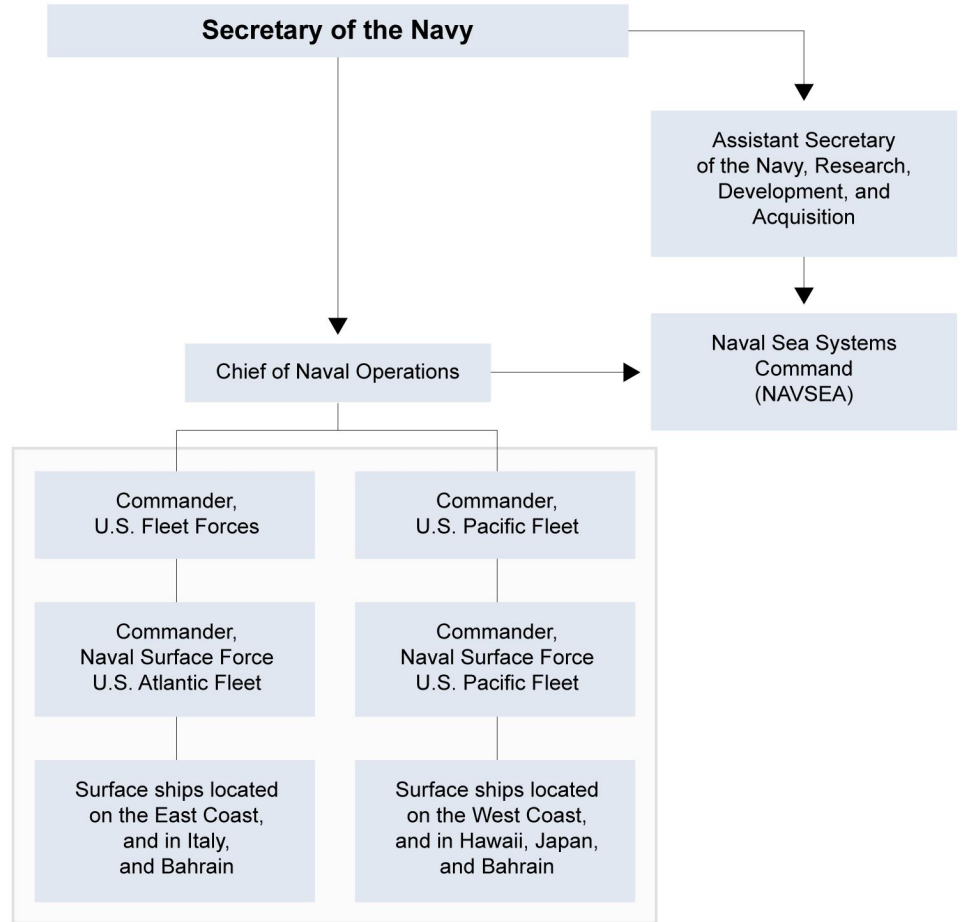 Secretary of the Navy
Assistant Secretary
of the Navy, Research,
Development, and
Acquisition
Chief of Naval Operations
Naval Sea Systems
Command
(NAVSEA)
Commander,
U.S. Fleet Forces
Commander,
U.S. Pacific Fleet
Commander,
Naval Surface Force
U.S. Atlantic Fleet
Commander,
Naval Surface Force
U.S. Pacific Fleet
Surface ships located
on the East Coast,
and in Italy,
and Bahrain
Surface ships located
on the West Coast,
and in Hawaii, Japan,
and Bahrain